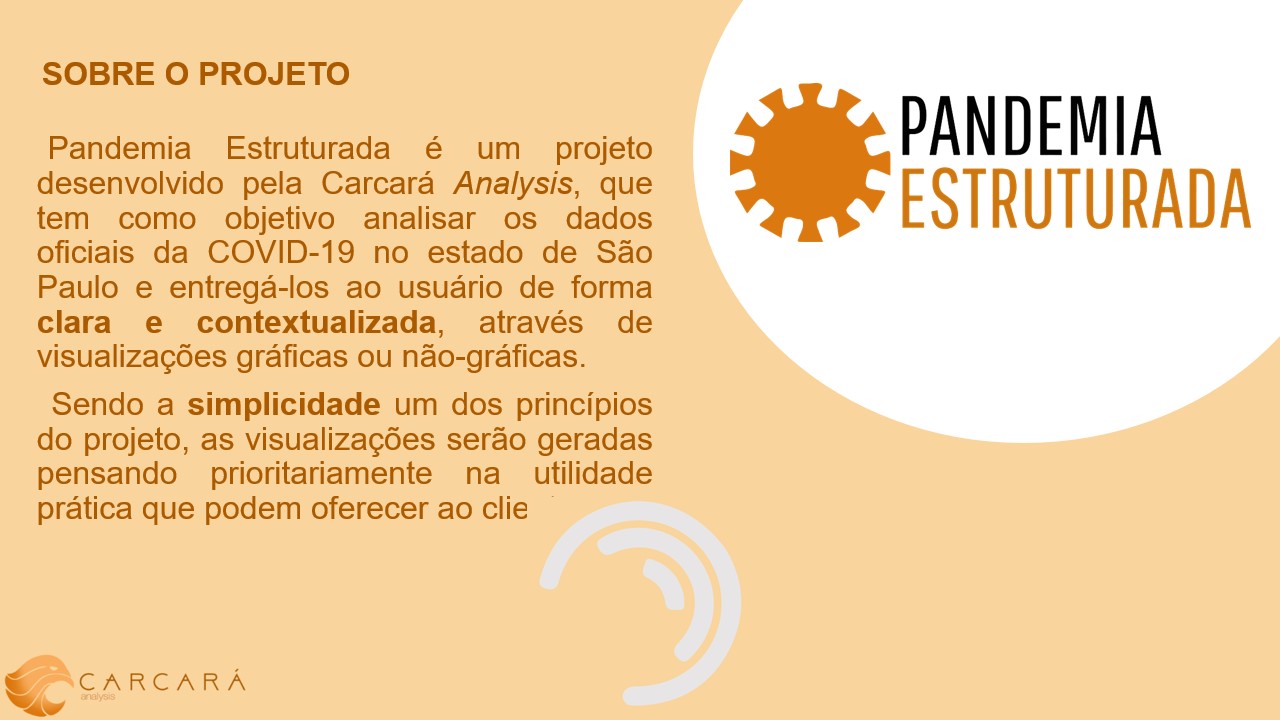 SOBRE O PROJETO
Pandemia Estruturada é um projeto
desenvolvido pela Carcará Analysis, que
tem como objetivo analisar os dados
oficiais da COVID-19 no estado de São
Paulo e entregá-los ao usuário de forma
clara e contextualizada, através de
visualizações gráficas ou não-gráficas.
Sendo a simplicidade um dos princípios
do projeto, as visualizações serão geradas
pensando prioritariamente na utilidade
prática que podem oferecer ao
PANDEMIA
ESTRUTURADA
CARCARÁ
analysis